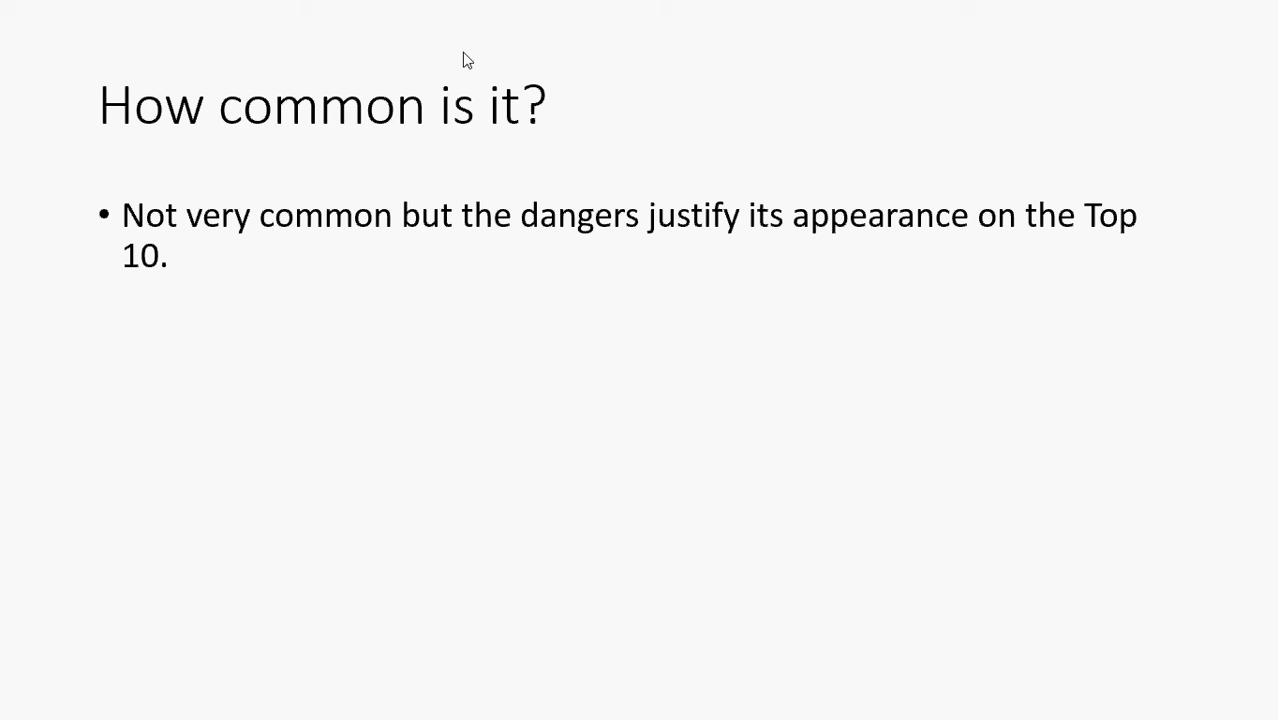 How common is it?
• Not very common but the dangers justify its appearance on the Top
10.